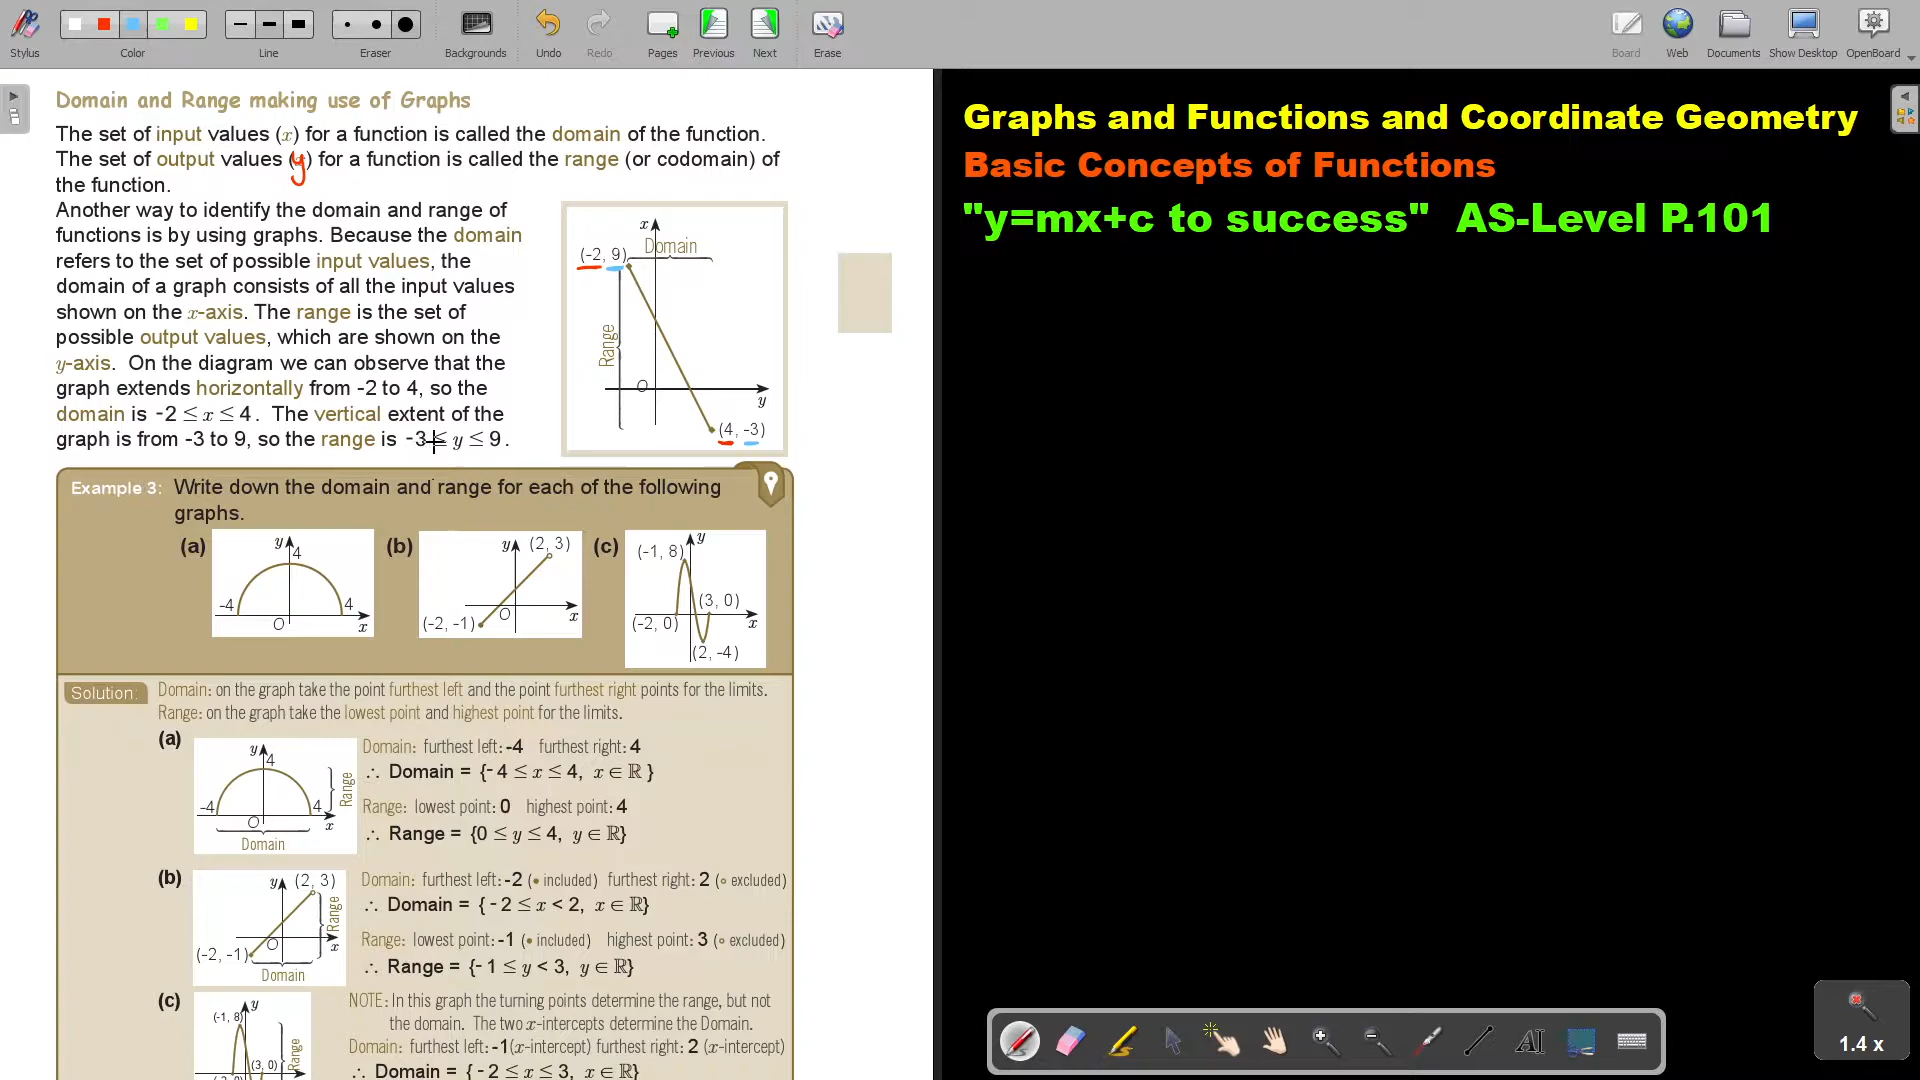 Stylus
Color
Line
Eraser
Backgrounds
Undo
Redo
Pages
Previous
Next
Erase
Board
Web
Documents
Show Desktop
OpenBoard
Domain and Range making use of Graphs
The set of input values (x) for a function is called the domain of the function.
The set of output values (y) for a function is called the range (or codomain) of
the function.
Another way to identify the domain and range of
functions is by using graphs. Because the domain
refers to the set of possible input values, the
domain of a graph consists of all the input values
shown on the x-axis. The range is the set of
possible output values, which are shown on the
y-axis. On the diagram we can observe that the
graph extends horizontally from -2 to 4, so the
domain is -2 ≤ x ≤ 4. The vertical extent of the
graph is from -3 to 9, so the range is -3 ≤ y ≤ 9.
x
Domain
(-2, 9)
Range
O
y
(4, -3)
Example 3: Write down the domain and range for each of the following
graphs.
(a)
y
4
-4
4
O
x
(b)
y
(2, 3)
O
x
(-2, -1)
(c)
y
(-1, 8)
(3, 0)
(-2, 0)
x
(2, -4)
Solution:
Domain: on the graph take the point furthest left and the point furthest right points for the limits.
Range: on the graph take the lowest point and highest point for the limits.
(a)
y
4
Range
-4
4
O
x
Domain
Domain: furthest left: -4 furthest right: 4
∴ Domain = {-4 ≤ x ≤ 4, x ∈ ℝ }
Range: lowest point: 0 highest point: 4
∴ Range = {0 ≤ y ≤ 4, y ∈ ℝ}
(b)
y
(2, 3)
Range
O
x
(-2, -1)
Domain
Domain: furthest left: -2 (• included) furthest right: 2 (∘ excluded)
∴ Domain = { -2 ≤ x < 2, x ∈ ℝ}
Range: lowest point: -1 (• included) highest point: 3 (∘ excluded)
∴ Range = {-1 ≤ y < 3, y ∈ ℝ}
(c)
y
(-1, 8)
Range
(3, 0)
NOTE: In this graph the turning points determine the range, but not
the domain. The two x-intercepts determine the Domain.
Domain: furthest left: -1 (x-intercept) furthest right: 2 (x-intercept)
∴ Domain = { -2 ≤ x ≤ 3, x ∈ ℝ}
Graphs and Functions and Coordinate Geometry
Basic Concepts of Functions
"y=mx+c to success" AS-Level P.101
1.4 x